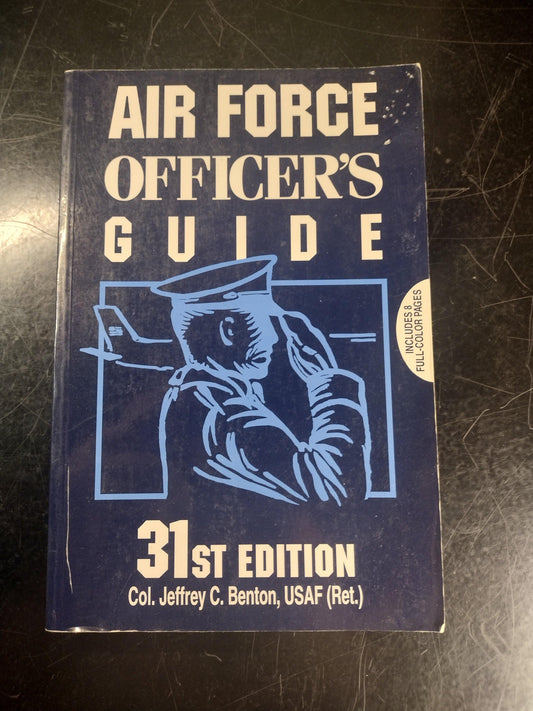 AIR FORCE
OFFICER'S
GUIDE
INCLUDES 8
FULL-COLOR PAGES
31ST EDITION
Col. Jeffrey C. Benton, USAF (Ret.)